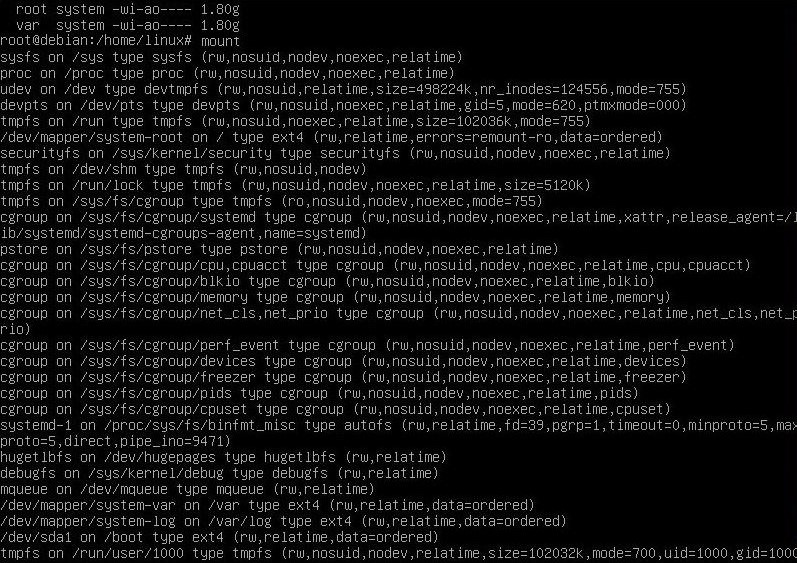 root system -wi-ao---- 1.80g
var system -wi-ao---- 1.80g
root@debian:/home/linux# mount
sysfs on /sys type sysfs (rw,nosuid,nodev,noexec,relatime)
proc on /proc type proc (rw,nosuid,nodev,noexec,relatime)
udev on /dev type devtmpfs (rw,nosuid,relatime,size=498224k,nr_inodes=124556,mode=755)
devpts on /dev/pts type devpts (rw,nosuid,noexec,relatime,gid=5,mode=620,ptmxmode=000)
tmpfs on /run type tmpfs (rw,nosuid,noexec,relatime,size=102036k,mode=755)
/dev/mapper/system-root on / type ext4 (rw,relatime,errors=remount-ro,data=ordered)
securityfs on /sys/kernel/security type securityfs (rw,nosuid,nodev,noexec,relatime)
tmpfs on /dev/shm type tmpfs (rw,nosuid,nodev)
tmpfs on /run/lock type tmpfs (rw,nosuid,nodev,noexec,relatime,size=5120k)
tmpfs on /sys/fs/cgroup type tmpfs (ro,nosuid,nodev,noexec,mode=755)
cgroup on /sys/fs/cgroup/systemd type cgroup (rw,nosuid,nodev,noexec,relatime,xattr,release_agent=/l
ib/systemd/systemd-cgroups-agent,name=systemd)
pstore on /sys/fs/pstore type pstore (rw,nosuid,nodev,noexec,relatime)
cgroup on /sys/fs/cgroup/cpu,cpuacct type cgroup (rw,nosuid,nodev,noexec,relatime,cpu,cpuacct)
cgroup on /sys/fs/cgroup/blkio type cgroup (rw,nosuid,nodev,noexec,relatime,blkio)
cgroup on /sys/fs/cgroup/memory type cgroup (rw,nosuid,nodev,noexec,relatime,memory)
cgroup on /sys/fs/cgroup/net_cls,net_prio type cgroup (rw,nosuid,nodev,noexec,relatime,net_cls,net_p
rio)
cgroup on /sys/fs/cgroup/perf_event type cgroup (rw,nosuid,nodev,noexec,relatime,perf_event)
cgroup on /sys/fs/cgroup/devices type cgroup (rw,nosuid,nodev,noexec,relatime,devices)
cgroup on /sys/fs/cgroup/freezer type cgroup (rw,nosuid,nodev,noexec,relatime,freezer)
cgroup on /sys/fs/cgroup/pids type cgroup (rw,nosuid,nodev,noexec,relatime,pids)
cgroup on /sys/fs/cgroup/cpuset type cgroup (rw,nosuid,nodev,noexec,relatime,cpuset)
systemd-1 on /proc/sys/fs/binfmt_misc type autofs (rw,relatime,fd=39,pgrp=1,timeout=0,minproto=5,max
proto=5,direct,pipe_ino=9471)
hugetlbfs on /dev/hugepages type hugetlbfs (rw,relatime)
debugfs on /sys/kernel/debug type debugfs (rw,relatime)
mqueue on /dev/mqueue type mqueue (rw,relatime)
/dev/mapper/system-var on /var type ext4 (rw,relatime,data=ordered)
/dev/mapper/system-log on /var/log type ext4 (rw,relatime,data=ordered)
/dev/sda1 on /boot type ext4 (rw,relatime,data=ordered)
tmpfs on /run/user/1000 type tmpfs (rw,nosuid,nodev,relatime,size=102032k,mode=700,uid=1000,gid=1000